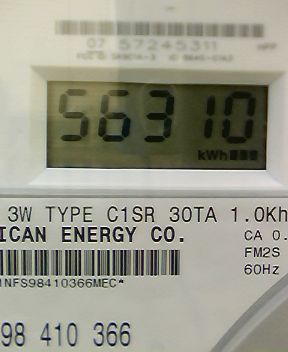 07 57245311
56310
kWh
3W TYPE C1SR 30TA 1.0Kh
ICAN ENERGY CO.
CA 0.
FM2S
60Hz
1NFS98410366MEC*
98 410 366